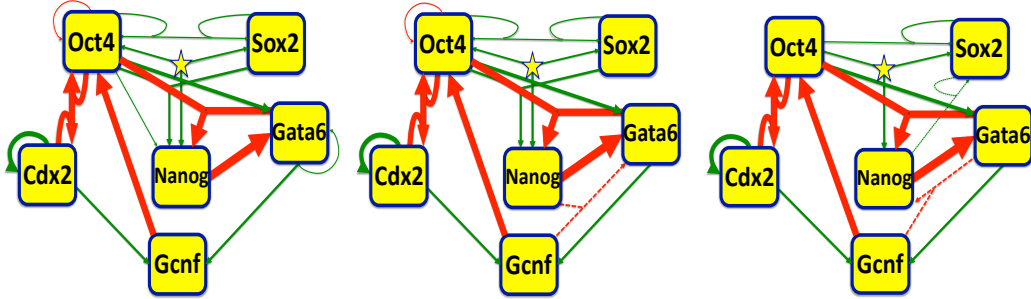 Oct4
Sox2
Gata6
Cdx2
Nanog
Gcnf
Oct4
Sox2
Gata6
Cdx2
Nanog
Gcnf
Oct4
Sox2
Gata6
Cdx2
Nanog
Gcnf